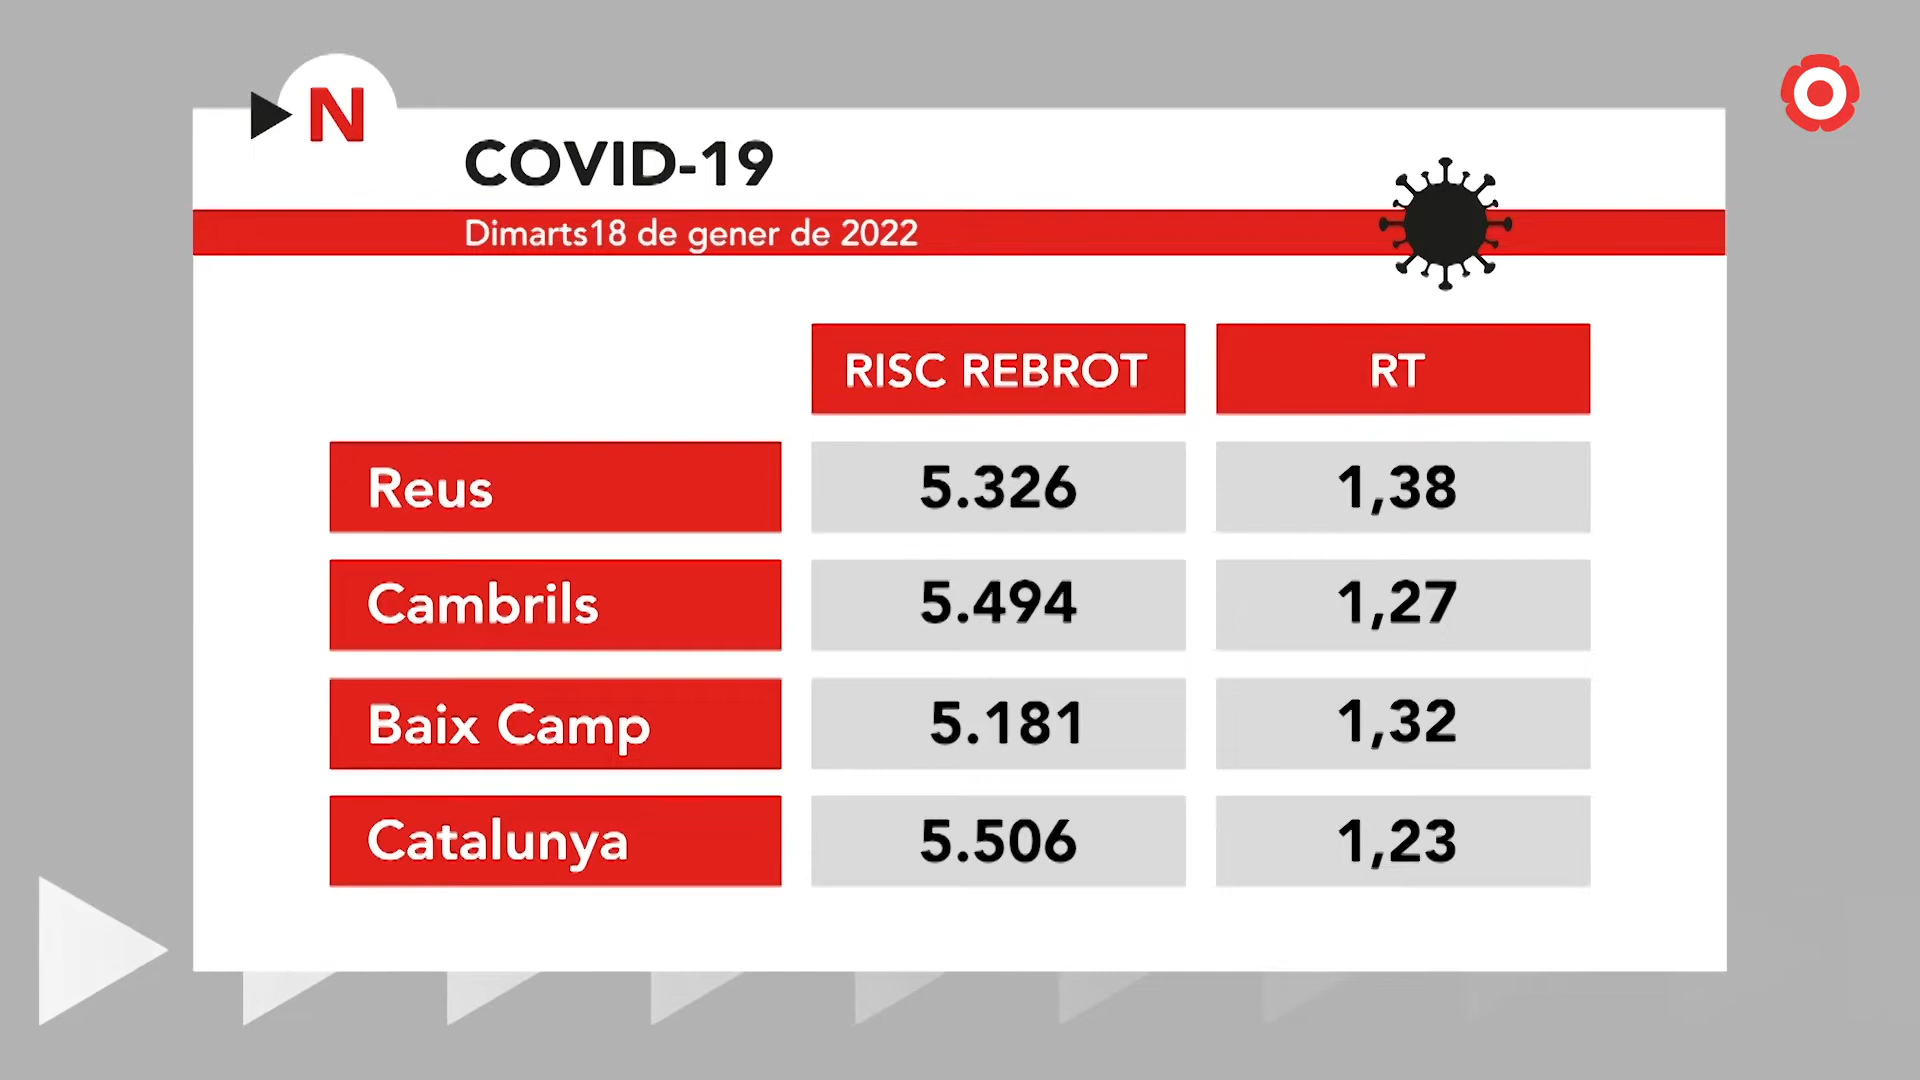 N
COVID-19
Dimarts18 de gener de 2022
RISC REBROT RT
Reus 5.326 1,38
Cambrils 5.494 1,27
Baix Camp 5.181 1,32
Catalunya 5.506 1,23